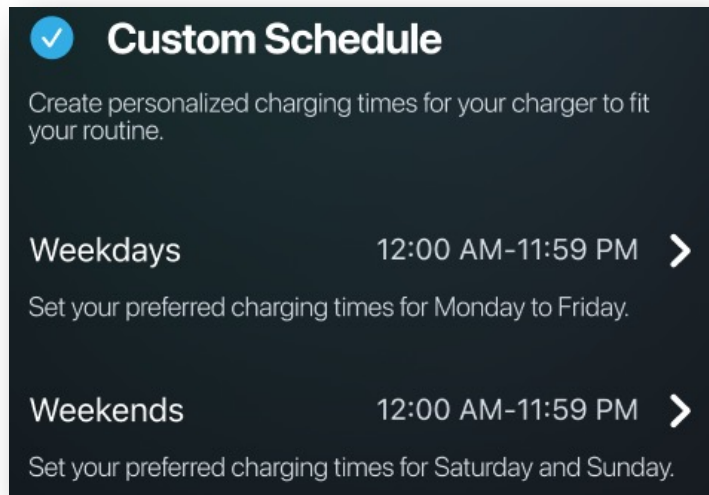 Custom Schedule
Create personalized charging times for your charger to fit
your routine.
Weekdays 12:00 AM-11:59 PM
Set your preferred charging times for Monday to Friday.
Weekends 12:00 AM-11:59 PM
Set your preferred charging times for Saturday and Sunday.